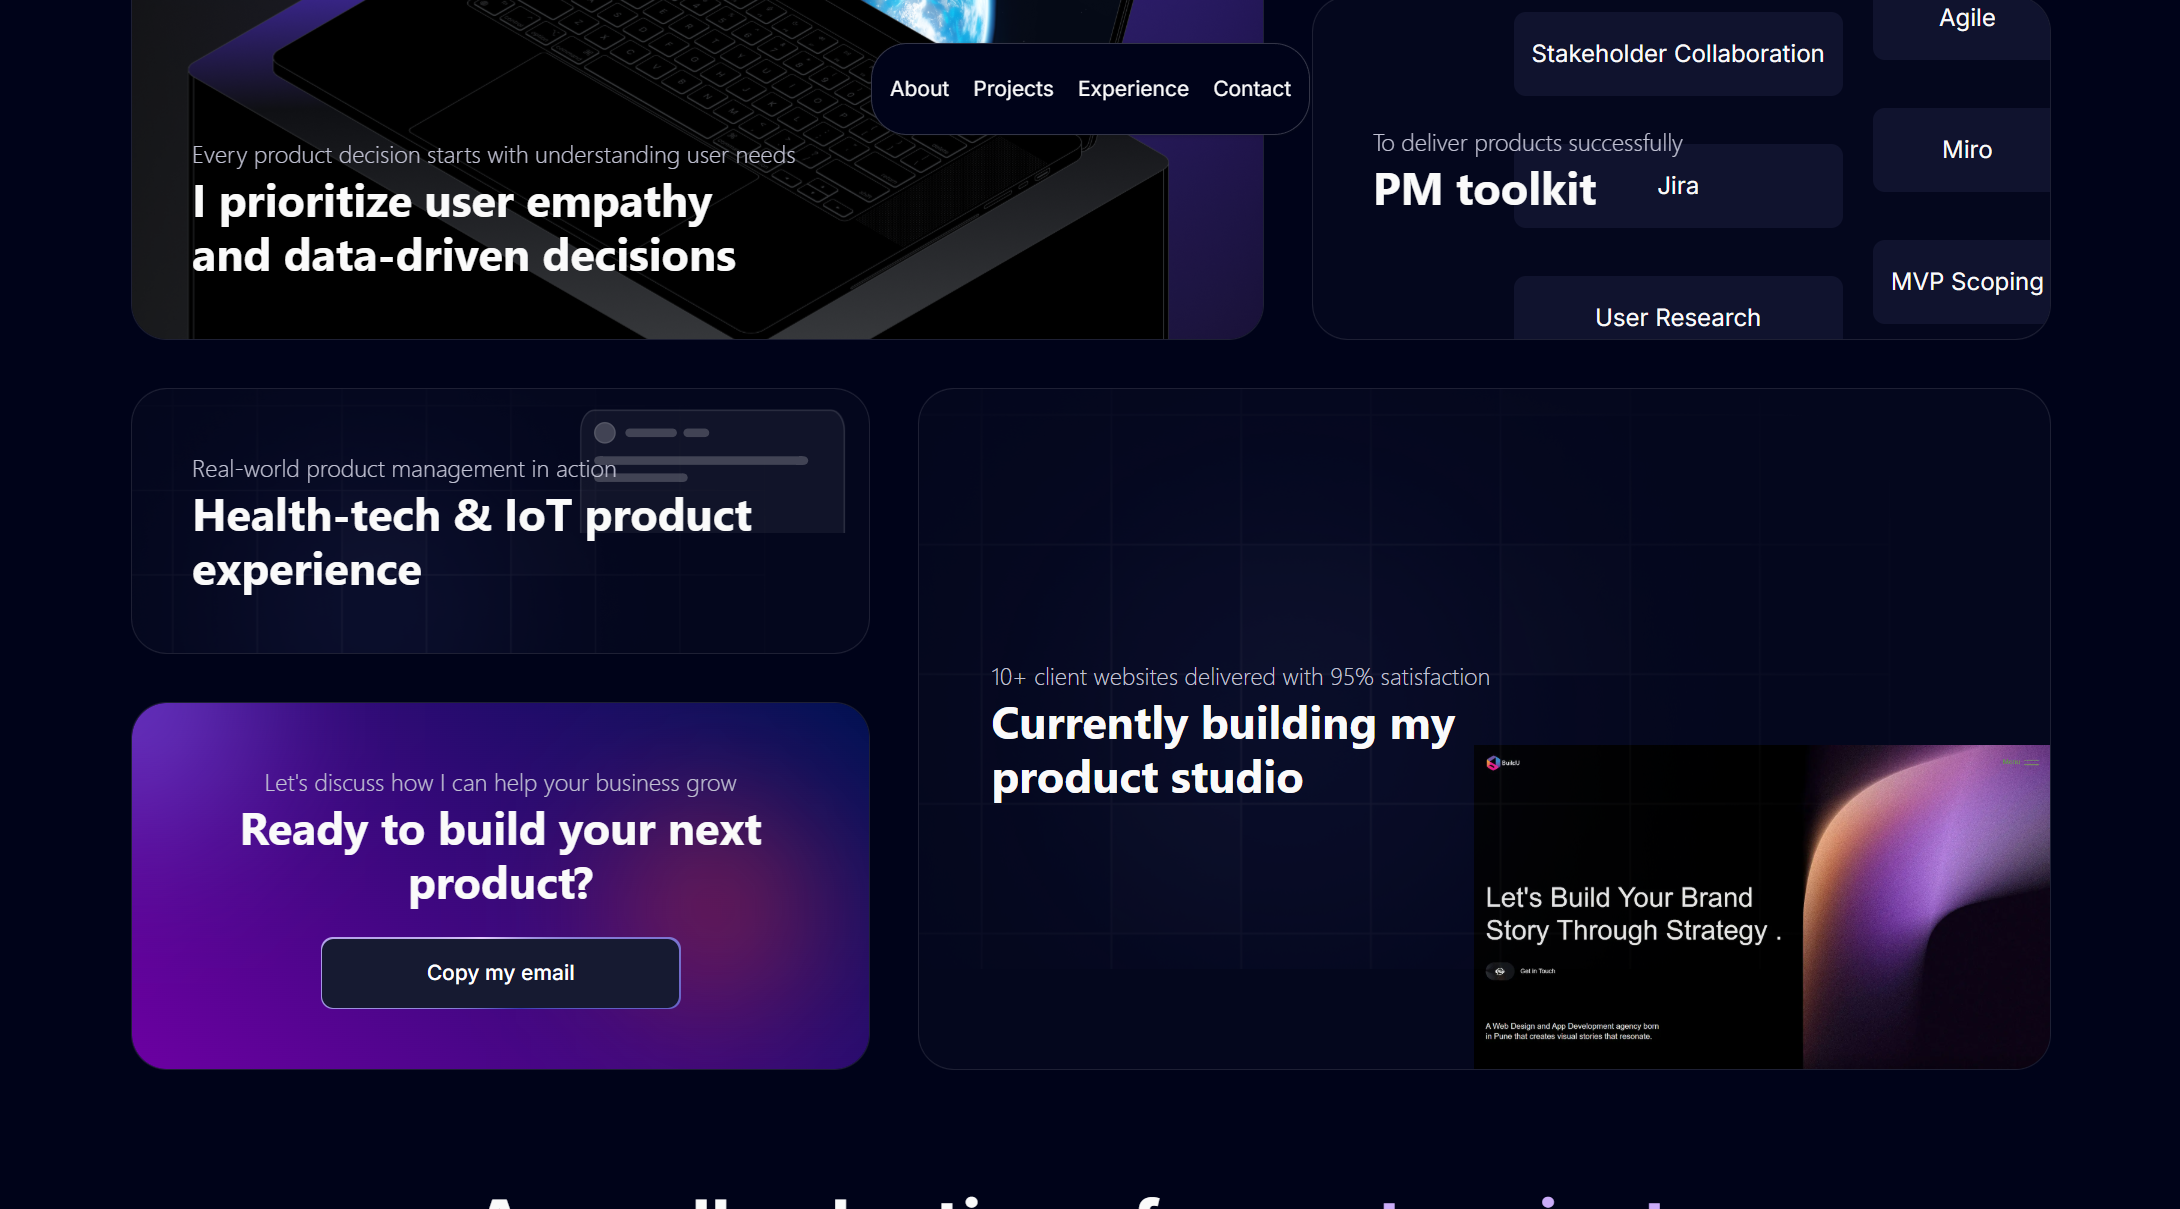 About Projects Experience Contact
Every product decision starts with understanding user needs
I prioritize user empathy
and data-driven decisions
To deliver products successfully
PM toolkit
Stakeholder Collaboration
Jira
User Research
Agile
Miro
MVP Scoping
Real-world product management in action
Health-tech & IoT product
experience
Let's discuss how I can help your business grow
Ready to build your next
product?
Copy my email
10+ client websites delivered with 95% satisfaction
Currently building my
product studio
BuildU
Menu
Let's Build Your Brand
Story Through Strategy .
Get in Touch
A Web Design and App Development agency born
in Pune that creates visual stories that resonate.